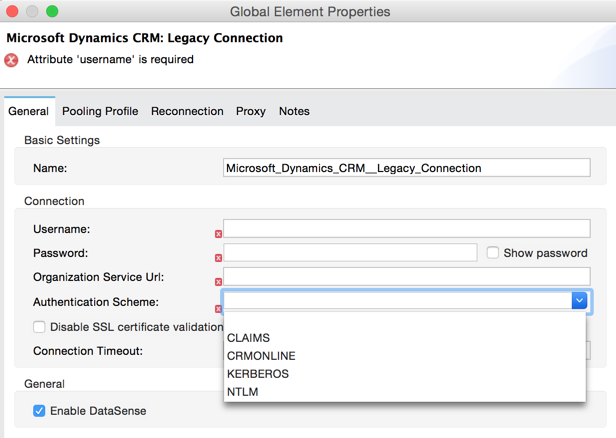 Global Element Properties
Microsoft Dynamics CRM: Legacy Connection
Attribute 'username' is required
General Pooling Profile Reconnection Proxy Notes
Basic Settings
Name: Microsoft_Dynamics_CRM__Legacy_Connection
Connection
Username:
Password: Show password
Organization Service Url:
Authentication Scheme:
Disable SSL certificate validation
CLAIMS
Connection Timeout:
CRMONLINE
KERBEROS
General
NTLM
Enable DataSense